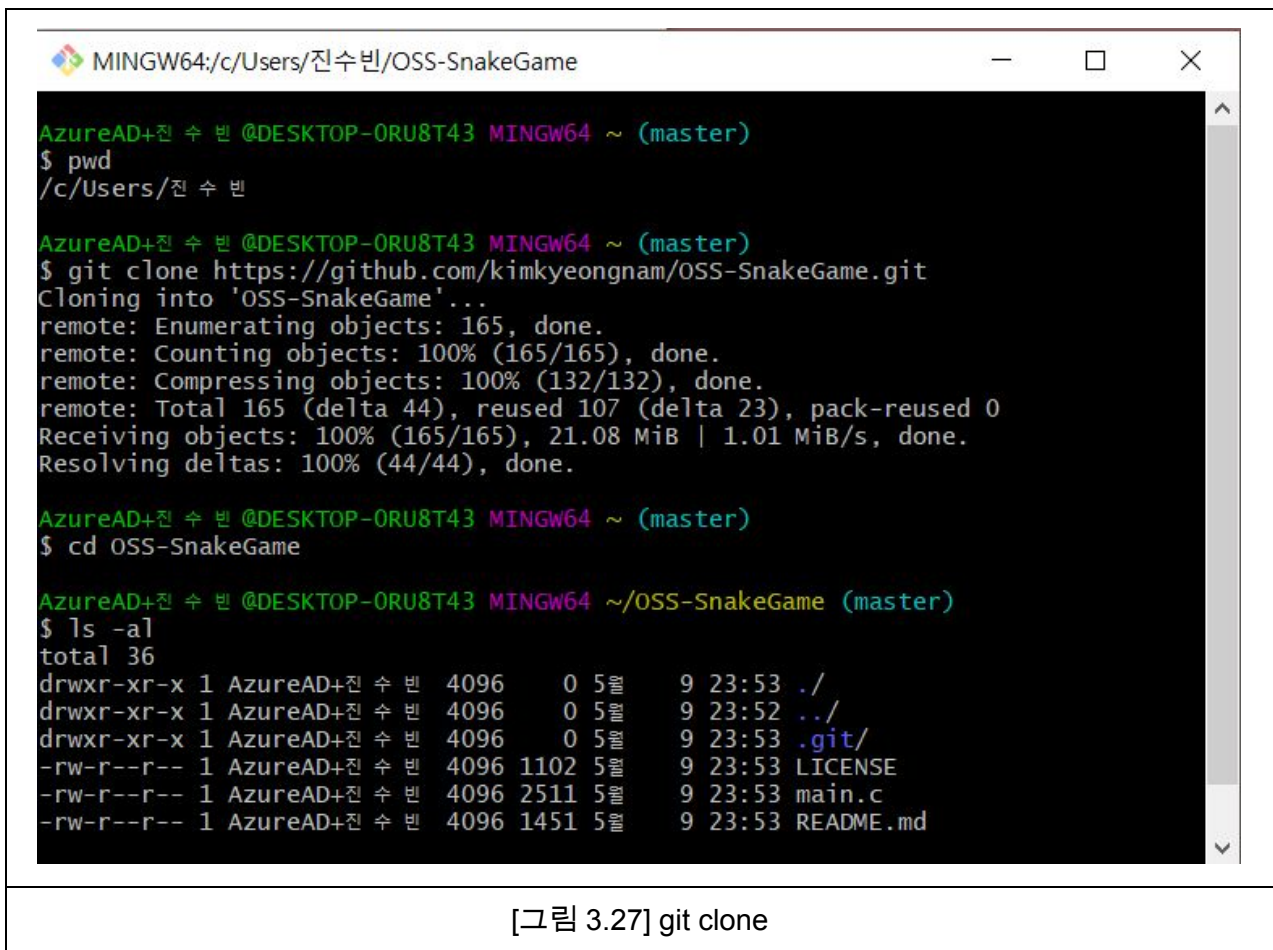 MINGW64:/c/Users/진수빈/OSS-SnakeGame
AzureAD+진 수 빈 @DESKTOP-0RU8T43 MINGW64 ~ (master)
$ pwd
/c/Users/진 수 빈
AzureAD+진 수 빈 @DESKTOP-0RU8T43 MINGW64 ~ (master)
$ git clone https://github.com/kimkyeongnam/OSS-SnakeGame.git
Cloning into 'OSS-SnakeGame'...
remote: Enumerating objects: 165, done.
remote: Counting objects: 100% (165/165), done.
remote: Compressing objects: 100% (132/132), done.
remote: Total 165 (delta 44), reused 107 (delta 23), pack-reused 0
Receiving objects: 100% (165/165), 21.08 MiB | 1.01 MiB/s, done.
Resolving deltas: 100% (44/44), done.
AzureAD+진 수 빈 @DESKTOP-0RU8T43 MINGW64 ~ (master)
$ cd OSS-SnakeGame
AzureAD+진 수 빈 @DESKTOP-0RU8T43 MINGW64 ~/OSS-SnakeGame (master)
$ ls -al
total 36
drwxr-xr-x 1 AzureAD+진 수 빈 4096 0 5월 9 23:53 ./
drwxr-xr-x 1 AzureAD+진 수 빈 4096 0 5월 9 23:52 ../
drwxr-xr-x 1 AzureAD+진 수 빈 4096 0 5월 9 23:53 .git/
-rw-r--r-- 1 AzureAD+진 수 빈 4096 1102 5월 9 23:53 LICENSE
-rw-r--r-- 1 AzureAD+진 수 빈 4096 2511 5월 9 23:53 main.c
-rw-r--r-- 1 AzureAD+진 수 빈 4096 1451 5월 9 23:53 README.md
[그림 3.27] git clone